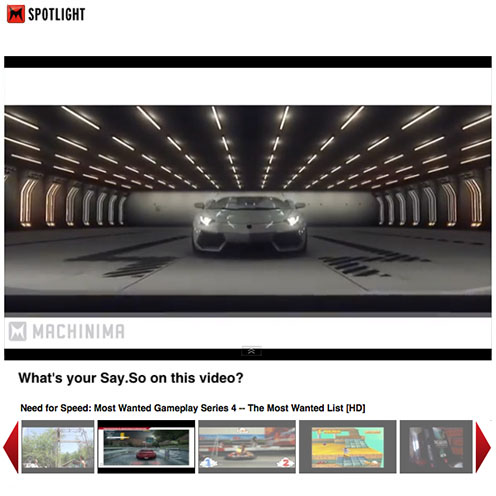 SPOTLIGHT
MACHINIMA
What's your Say.So on this video?
Need for Speed: Most Wanted Gameplay Series 4 -- The Most Wanted List [HD]
1 2